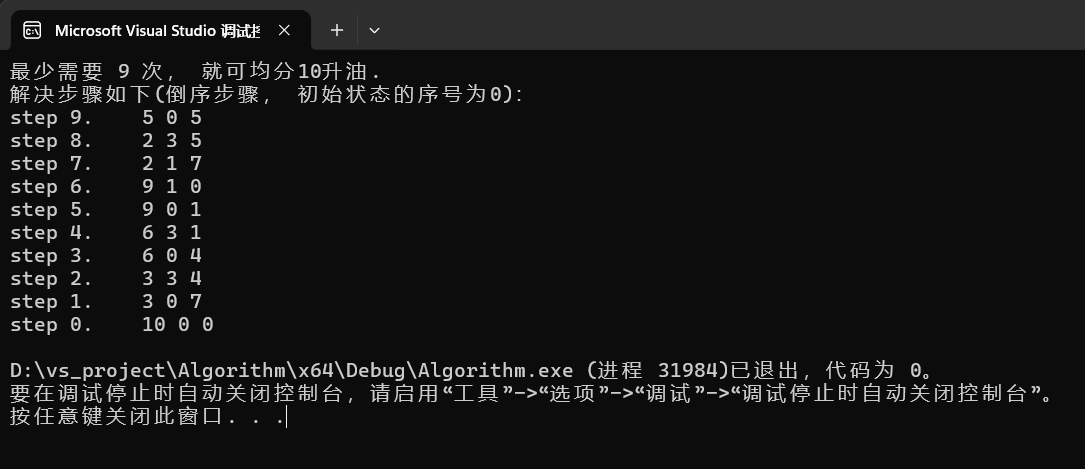 Microsoft Visual Studio 调试控
最少需要 9 次, 就可均分10升油.
解决步骤如下(倒序步骤, 初始状态的序号为0):
step 9.    5 0 5
step 8.    2 3 5
step 7.    2 1 7
step 6.    9 1 0
step 5.    9 0 1
step 4.    6 3 1
step 3.    6 0 4
step 2.    3 3 4
step 1.    3 0 7
step 0.    10 0 0
D:\vs_project\Algorithm\x64\Debug\Algorithm.exe (进程 31984)已退出，代码为 0。
要在调试停止时自动关闭控制台，请启用“工具”->“选项”->“调试”->“调试停止时自动关闭控制台”。
按任意键关闭此窗口. . .